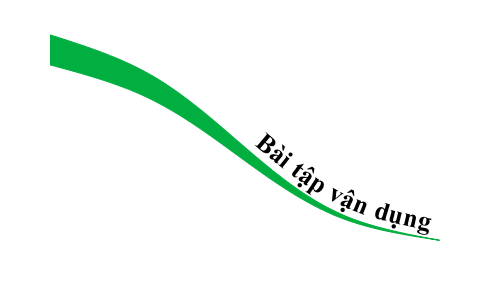 Bài tập vận dụng